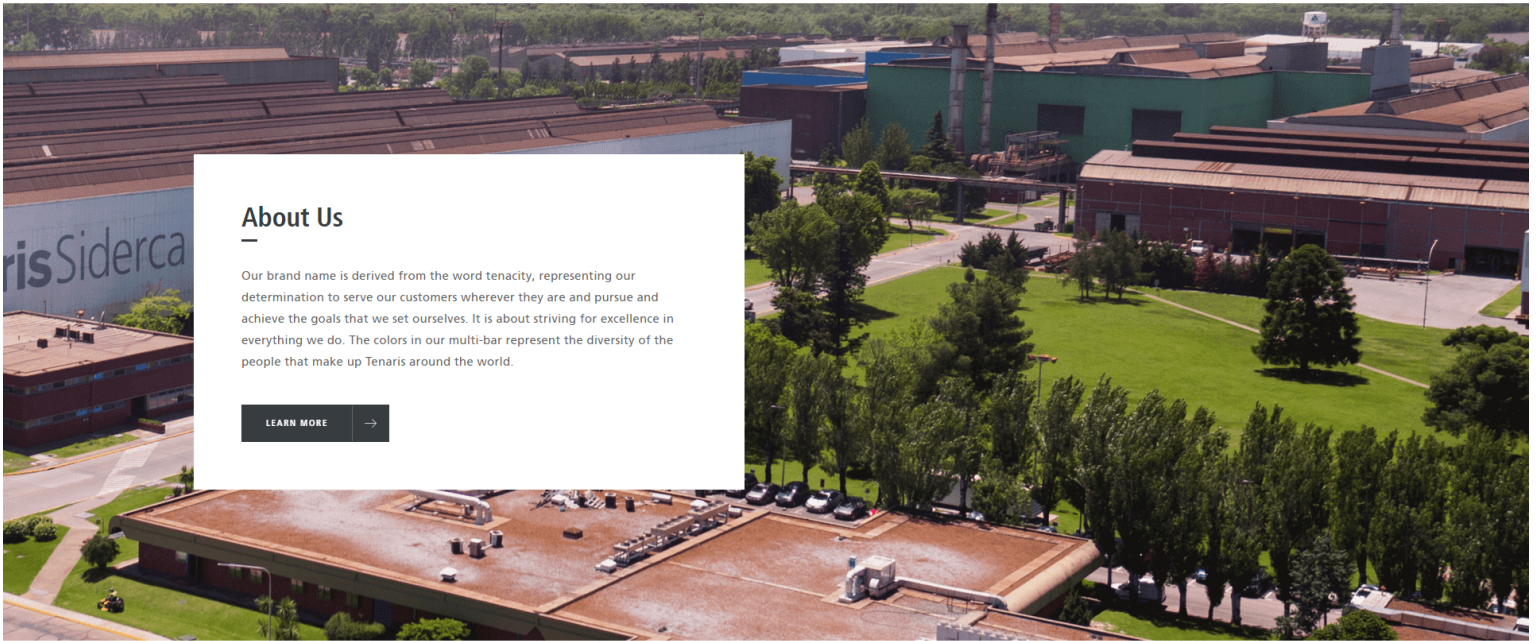 risSiderca
About Us
Our brand name is derived from the word tenacity, representing our
determination to serve our customers wherever they are and pursue and
achieve the goals that we set ourselves. It is about striving for excellence in
everything we do. The colors in our multi-bar represent the diversity of the
people that make up Tenaris around the world.
LEARN MORE